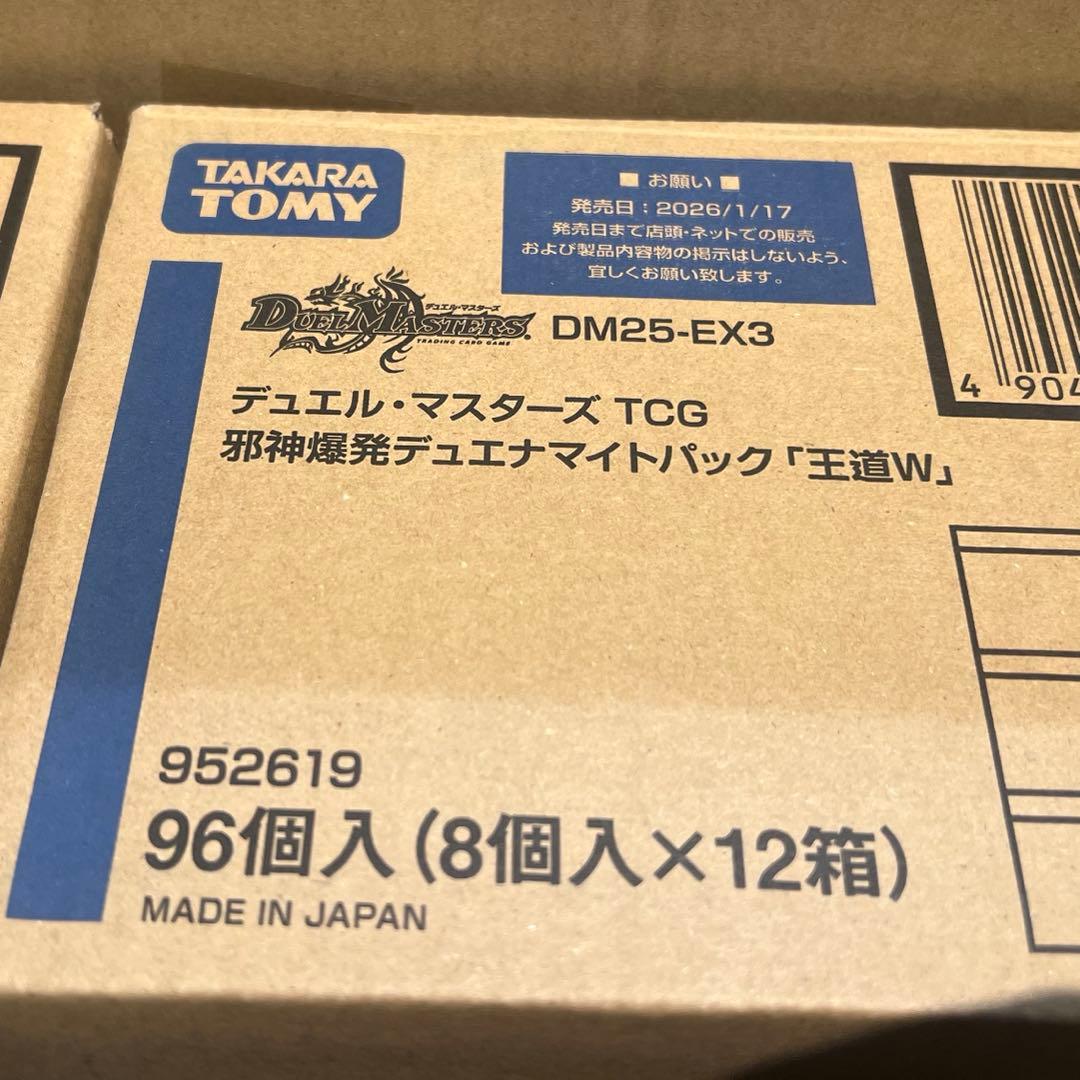 TAKARA
TOMY
■ お願い ■
発売日：2026/1/17
発売日まで店頭・ネットでの販売
および製品内容物の掲示はしないよう、
宜しくお願い致します。
デュエル・マスターズ
DUEL MASTERS.
TRADING CARD GAME
DM25-EX3
4 904
デュエル・マスターズ TCG
邪神爆発デュエナマイトパック「王道W」
952619
96個入（8個入×12箱）
MADE IN JAPAN